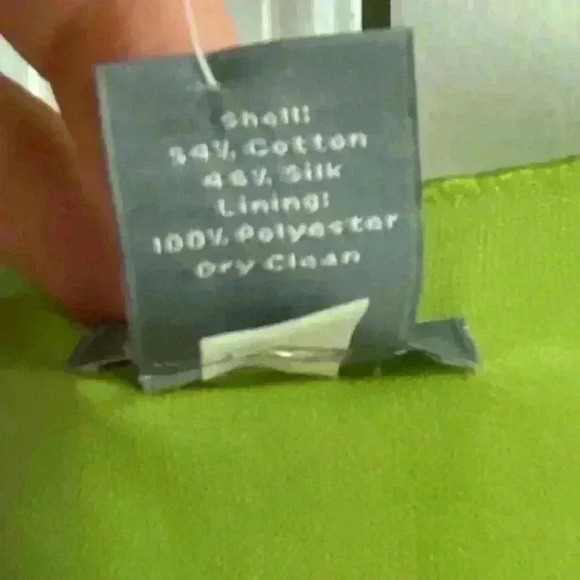 Shell:
54% Cotton
46% Silk
Lining:
100% Polyester
Dry Clean